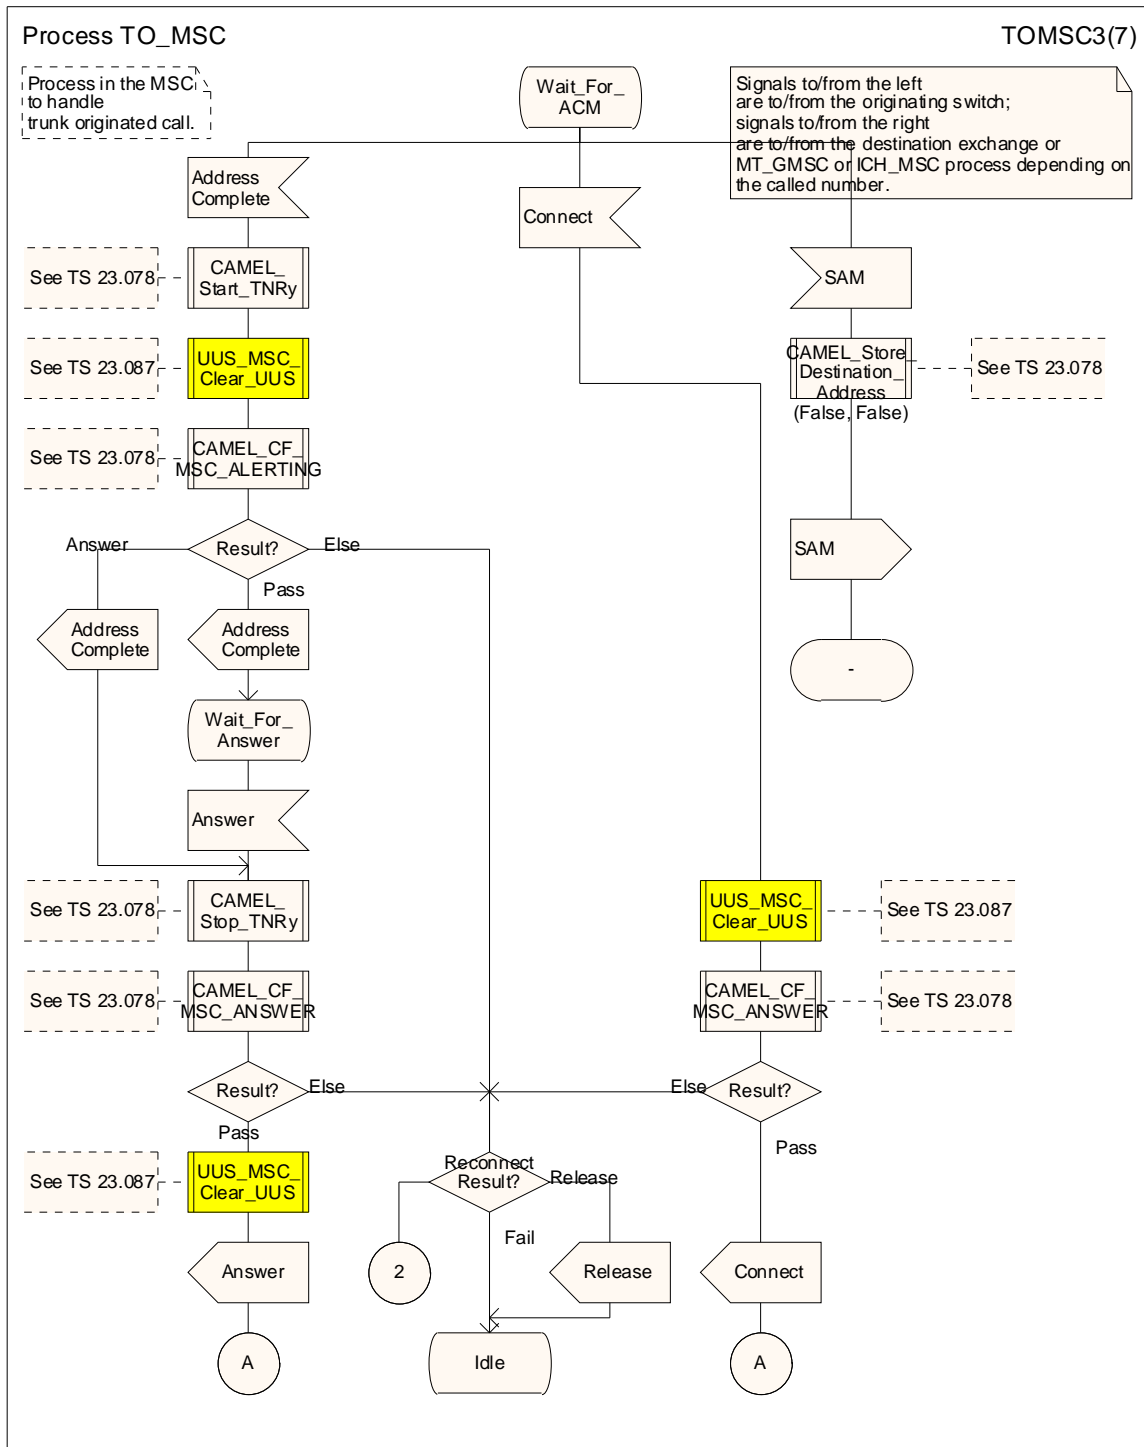 Process TO_MSC
TOMSC3(7)
Process in the MSC
to handle
trunk originated call.
Wait_For_
ACM
Signals to/from the left
are to/from the originating switch;
signals to/from the right
are to/from the destination exchange or
MT_GMSC or ICH_MSC process depending on
the called number.
Address
Complete
Connect
SAM
See TS 23.078
CAMEL_
Start_TNRy
See TS 23.087
UUS_MSC_
Clear_UUS
CAMEL_Store_
Destination_
Address
(False, False)
See TS 23.078
See TS 23.078
CAMEL_CF_
MSC_ALERTING
Answer
Result?
Else
SAM
Pass
Address
Complete
Address
Complete
-
Wait_For_
Answer
Answer
See TS 23.078
CAMEL_
Stop_TNRy
UUS_MSC_
Clear_UUS
See TS 23.087
See TS 23.078
CAMEL_CF_
MSC_ANSWER
CAMEL_CF_
MSC_ANSWER
See TS 23.078
Result?
Else
Else
Result?
Pass
Pass
See TS 23.087
UUS_MSC_
Clear_UUS
Reconnect
Result?
Release
Fail
Answer
2
Release
Connect
A
Idle
A